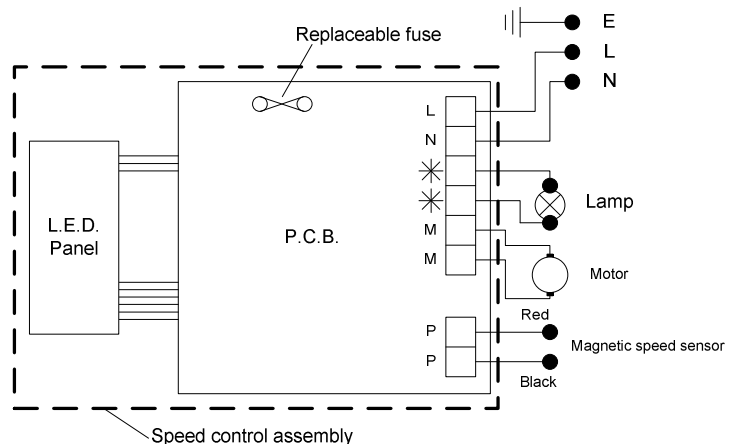 E
Replaceable fuse
L
N
L
N
L.E.D.
Panel
P.C.B.
Lamp
M
M
Motor
Red
P
Magnetic speed sensor
P
Black
Speed control assembly